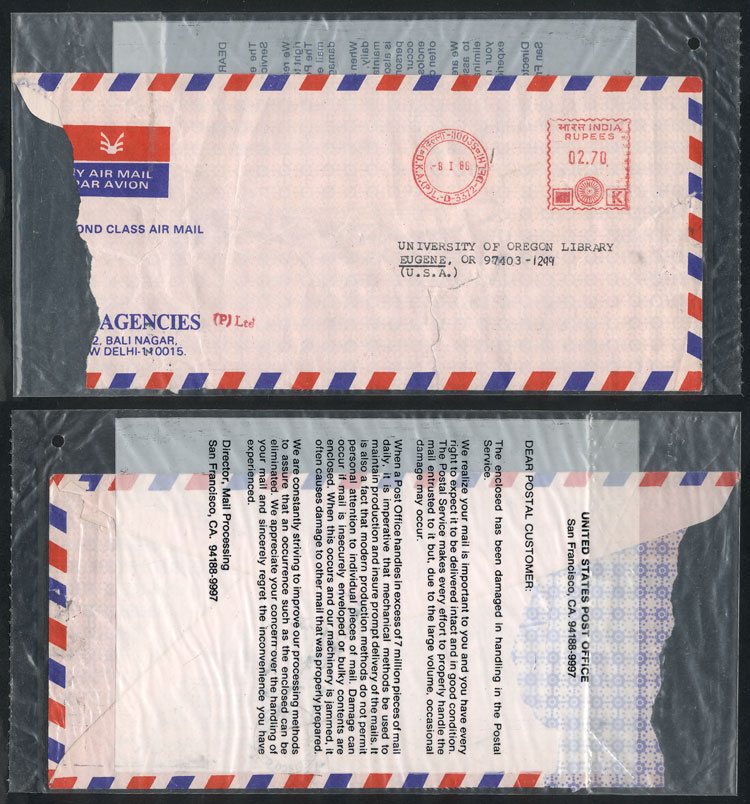 भारत INDIA
RUPEES
02.70
K
D.K.A.(P)L.-D-3372-DELHI
-8 I 86
Y AIR MAIL
PAR AVION
OND CLASS AIR MAIL
UNIVERSITY OF OREGON LIBRARY
EUGENE, OR 97403-1299
(U.S.A.)
AGENCIES (P) Ltd
2, BALI NAGAR,
W DELHI-110015.
UNITED STATES POST OFFICE
San Francisco, CA. 94188-9997
DEAR POSTAL CUSTOMER:
The enclosed has been damaged in handling in the Postal
Service.
We realize your mail is important to you and you have every
right to expect it to be delivered intact and in good condition.
The Postal Service makes every effort to properly handle the
mail entrusted to it but, due to the large volume, occasional
damage may occur.
When a Post Office handles in excess of 7 million pieces of mail
daily, it is imperative that mechanical methods be used to
maintain production and insure prompt delivery of the mails. It
is also a fact that modern production methods do not permit
personal attention to individual pieces of mail. Damage can
occur if mail is insecurely enveloped or bulky contents are
enclosed. When this occurs and our machinery is jammed, it
often causes damage to other mail that was properly prepared.
We are constantly striving to improve our processing methods
to assure that an occurrence such as the enclosed can be
eliminated. We appreciate your concern over the handling of
your mail and sincerely regret the inconvenience you have
experienced.
Director, Mail Processing
San Francisco, CA. 94188-9997